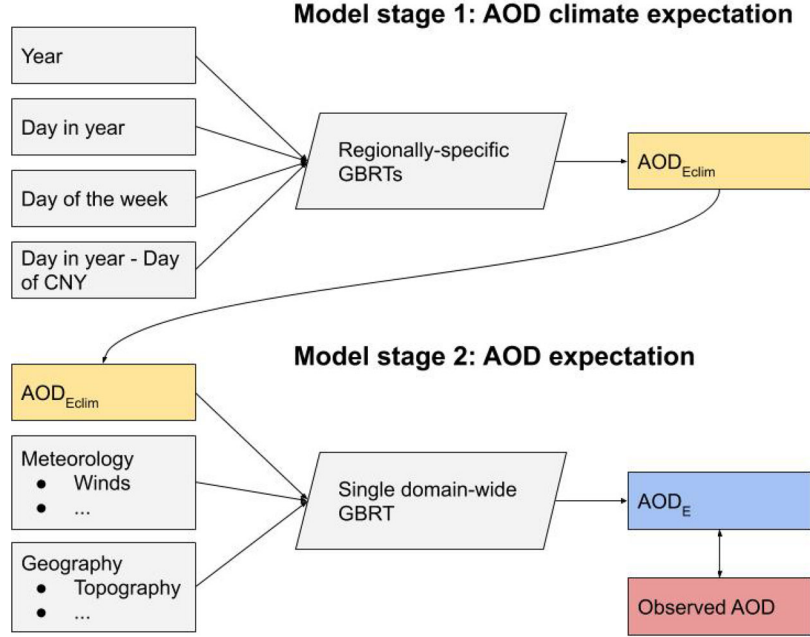 Model stage 1: AOD climate expectation
Year
Day in year
Day of the week
Day in year - Day
of CNY
Regionally-specific
GBRTs
AODEclim
Model stage 2: AOD expectation
AODEclim
Meteorology
● Winds
● ...
Geography
● Topography
● ...
Single domain-wide
GBRT
AODE
Observed AOD